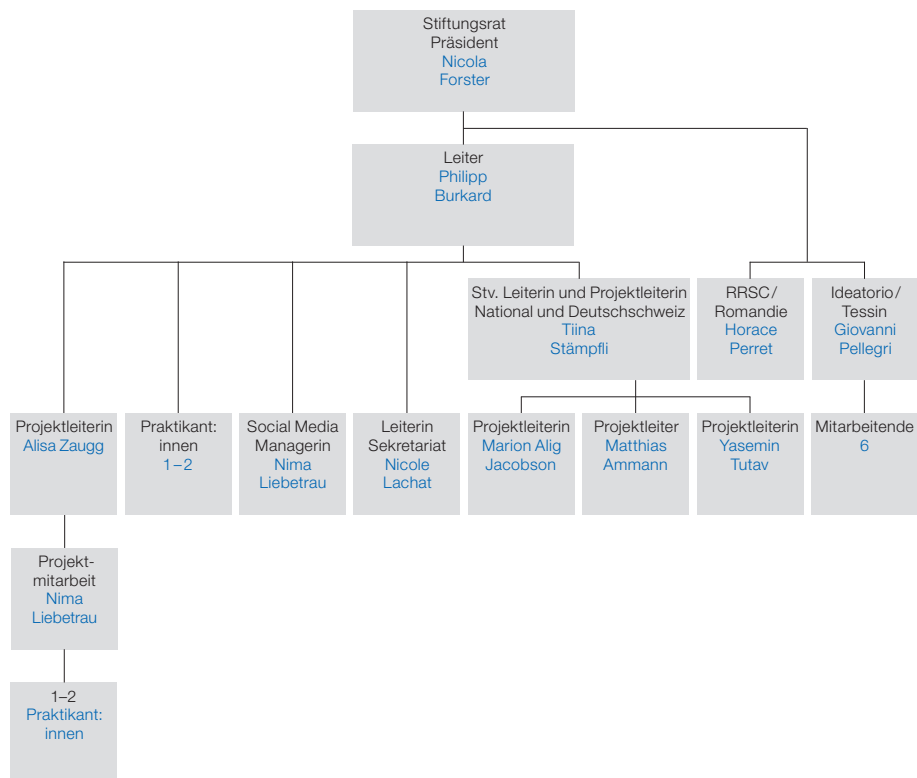 Stiftungsrat
Präsident
Nicola
Forster
Leiter
Philipp
Burkard
Stv. Leiterin und Projektleiterin
National und Deutschschweiz
Tiina
Stämpfli
RRSC/
Romandie
Horace
Perret
Ideatorio/
Tessin
Giovanni
Pellegri
Projektleiterin
Alisa Zaugg
Praktikant:
innen
1–2
Social Media
Managerin
Nima
Liebetrau
Leiterin
Sekretariat
Nicole
Lachat
Projektleiterin
Marion Alig
Jacobson
Projektleiter
Matthias
Ammann
Projektleiterin
Yasemin
Tutav
Mitarbeitende
6
Projekt-
mitarbeit
Nima
Liebetrau
1–2
Praktikant:
innen